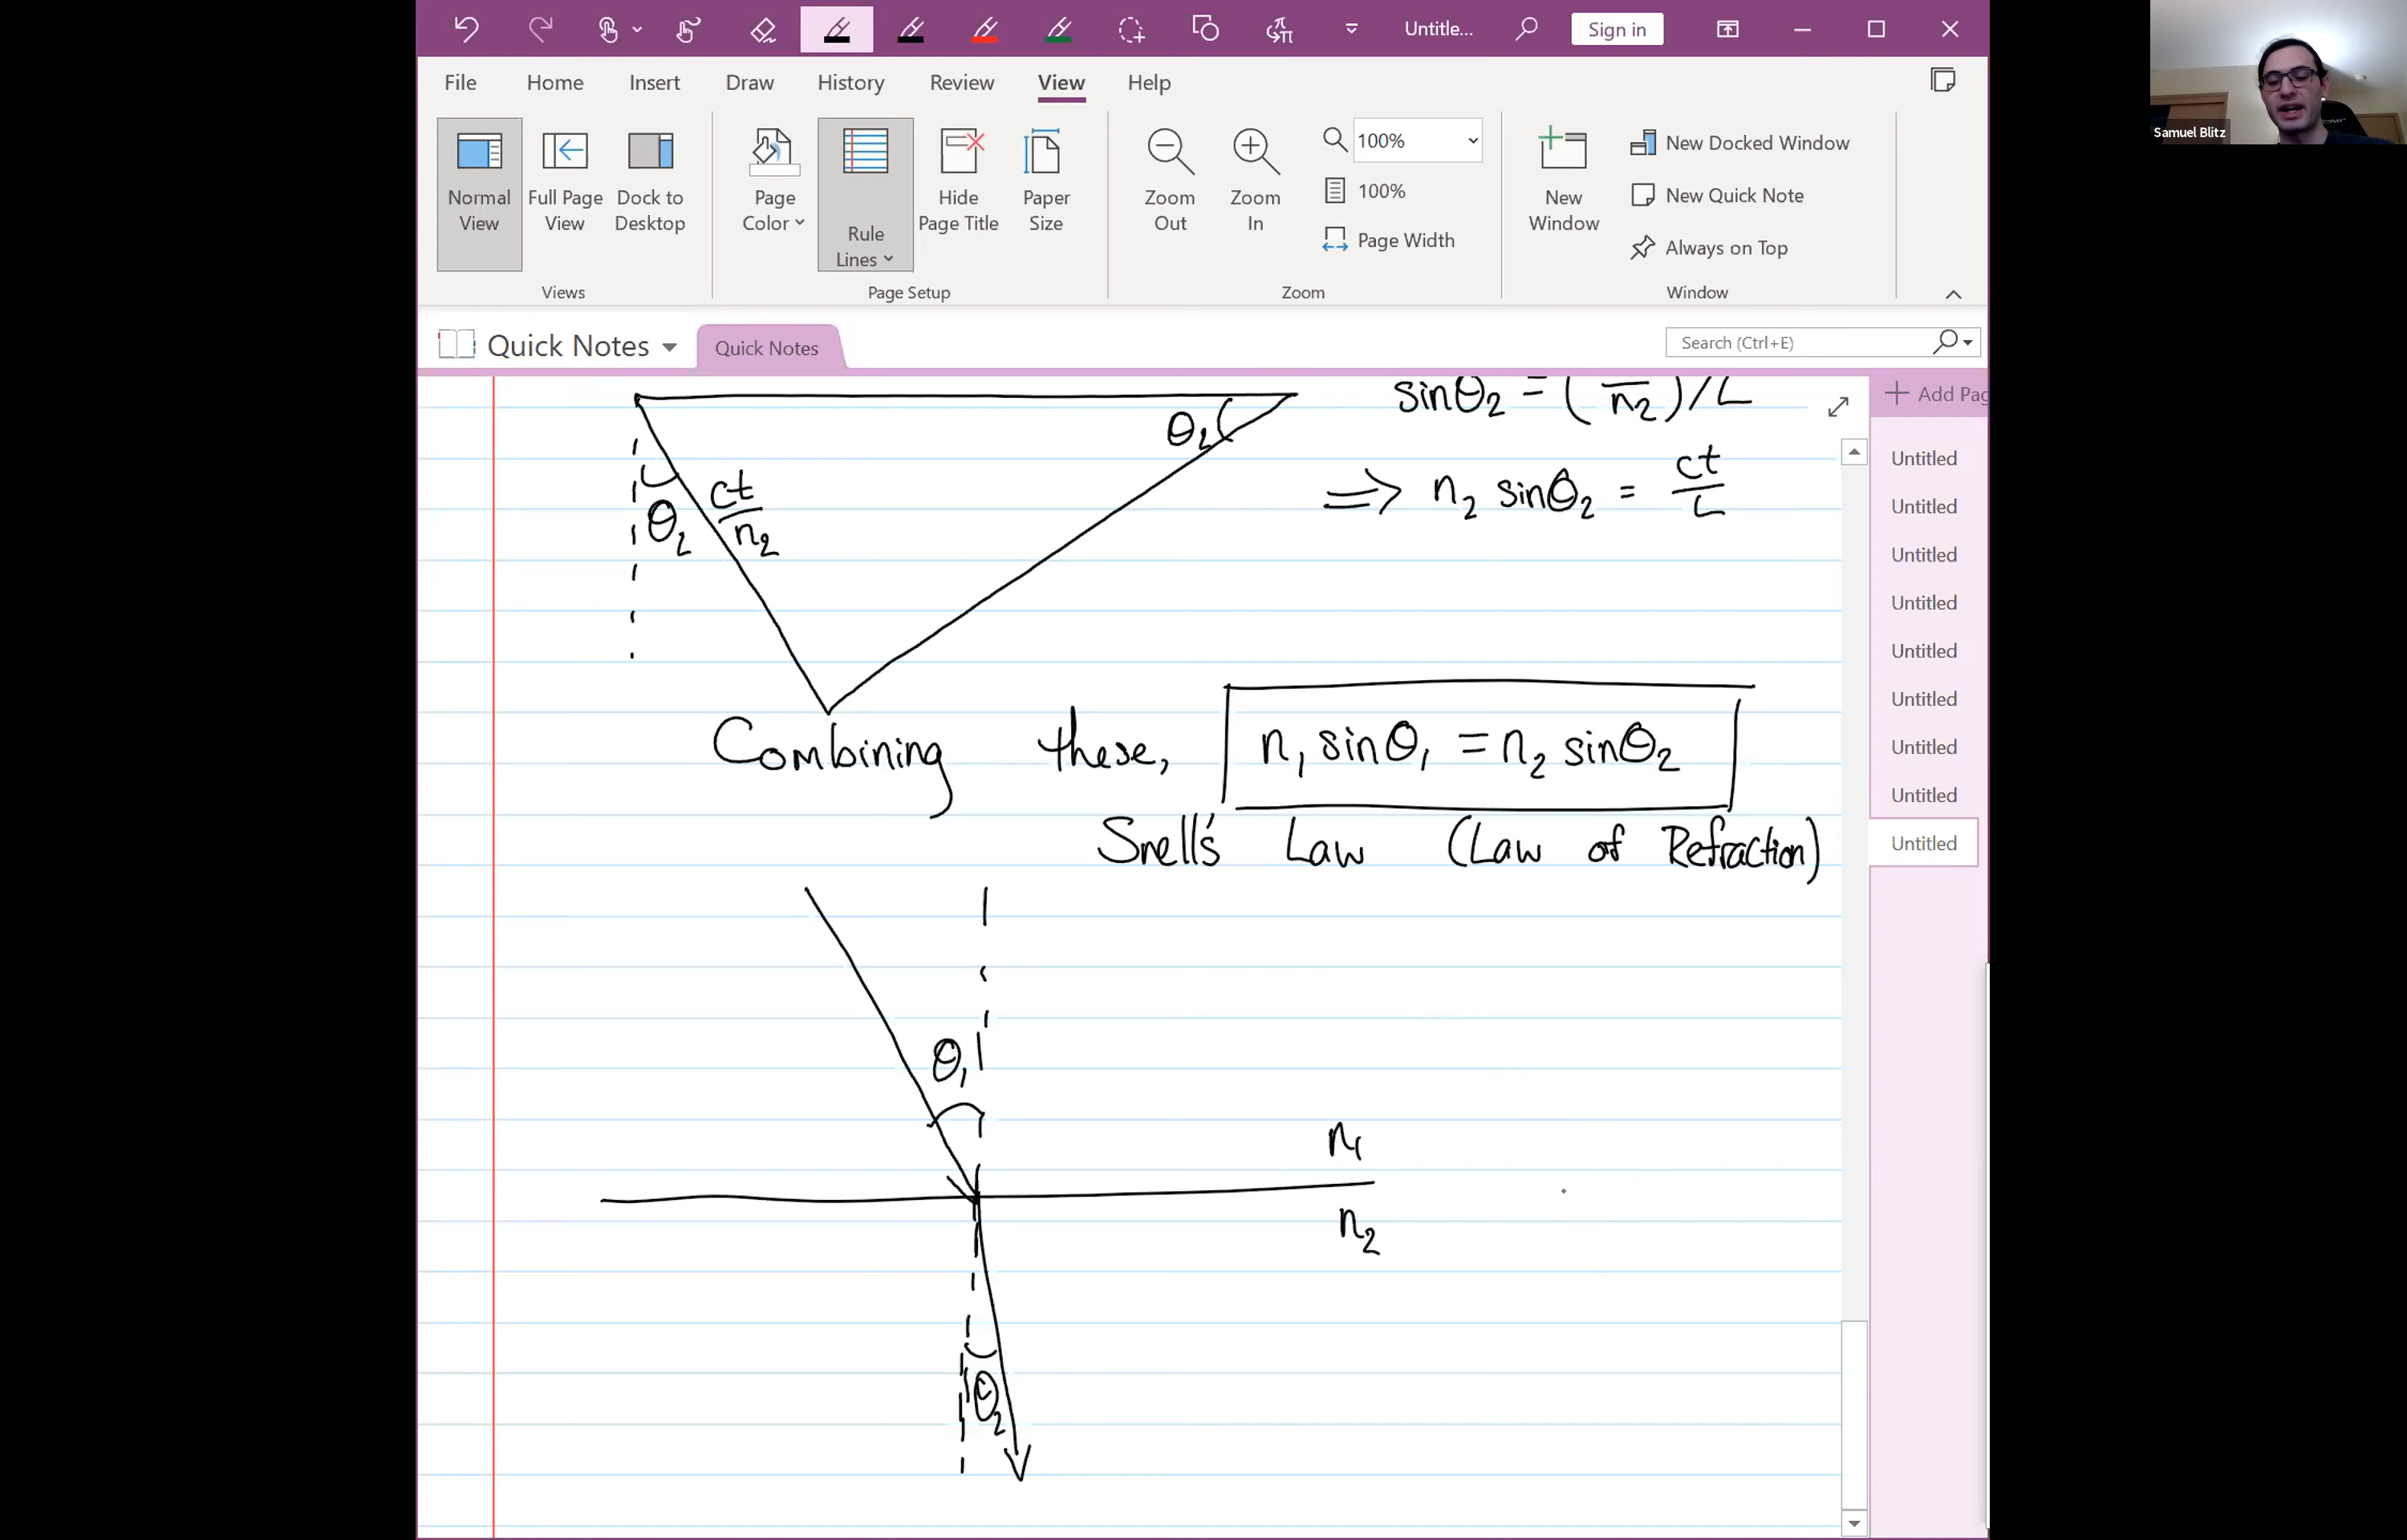 Untitle...
Sign in
File Home Insert Draw History Review View Help
Normal View
Full Page View
Dock to Desktop
Views
Page Color
Rule Lines
Hide Page Title
Paper Size
Page Setup
Zoom Out
Zoom In
100%
100%
Page Width
Zoom
New Window
New Docked Window
New Quick Note
Always on Top
Window
Samuel Blitz
Quick Notes
Quick Notes
Search (Ctrl+E)
Add Pag
Untitled
Untitled
Untitled
Untitled
Untitled
Untitled
Untitled
Untitled
Untitled
θ₂
sinθ₂ = ( /n₂)/L
θ₂
ct/n₂
⟹ n₂ sinθ₂ = ct/L
Combining these, n₁ sinθ₁ = n₂ sinθ₂
Snell's Law (Law of Refraction)
θ₁
n₁
n₂
θ₂